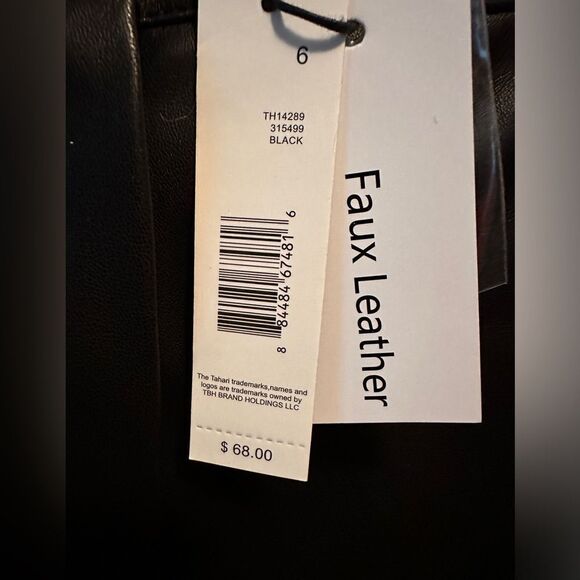 6
TH14289
315499
BLACK
8 84484 67481 6
The Tahari trademarks,names and
logos are trademarks owned by
TBH BRAND HOLDINGS LLC
$ 68.00
Faux Leather